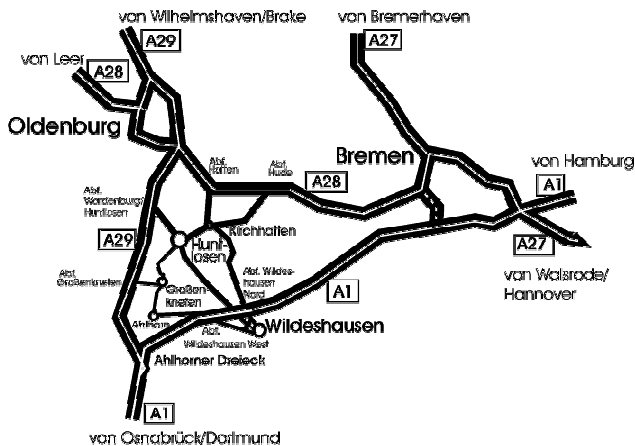 von Wilhelmshaven/Brake
von Bremerhaven
A29
A27
von Leer
A28
Oldenburg
Bremen
von Hamburg
Abf.
Hatten
Abf.
Hude
A28
A1
Abf.
Wardenburg/
Huntlosen
A29
Kirchhatten
Hunt-
losen
A27
von Walsrode/
Hannover
Abf.
Großenkneten
Großen-
kneten
Abf. Wildes-
hausen
Nord
A1
Ahlhorn
Wildeshausen
Abf.
Wildeshausen West
Ahlhorner Dreieck
A1
von Osnabrück/Dortmund